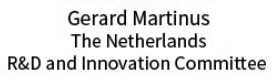 Gerard Martinus
The Netherlands
R&D and Innovation Committee